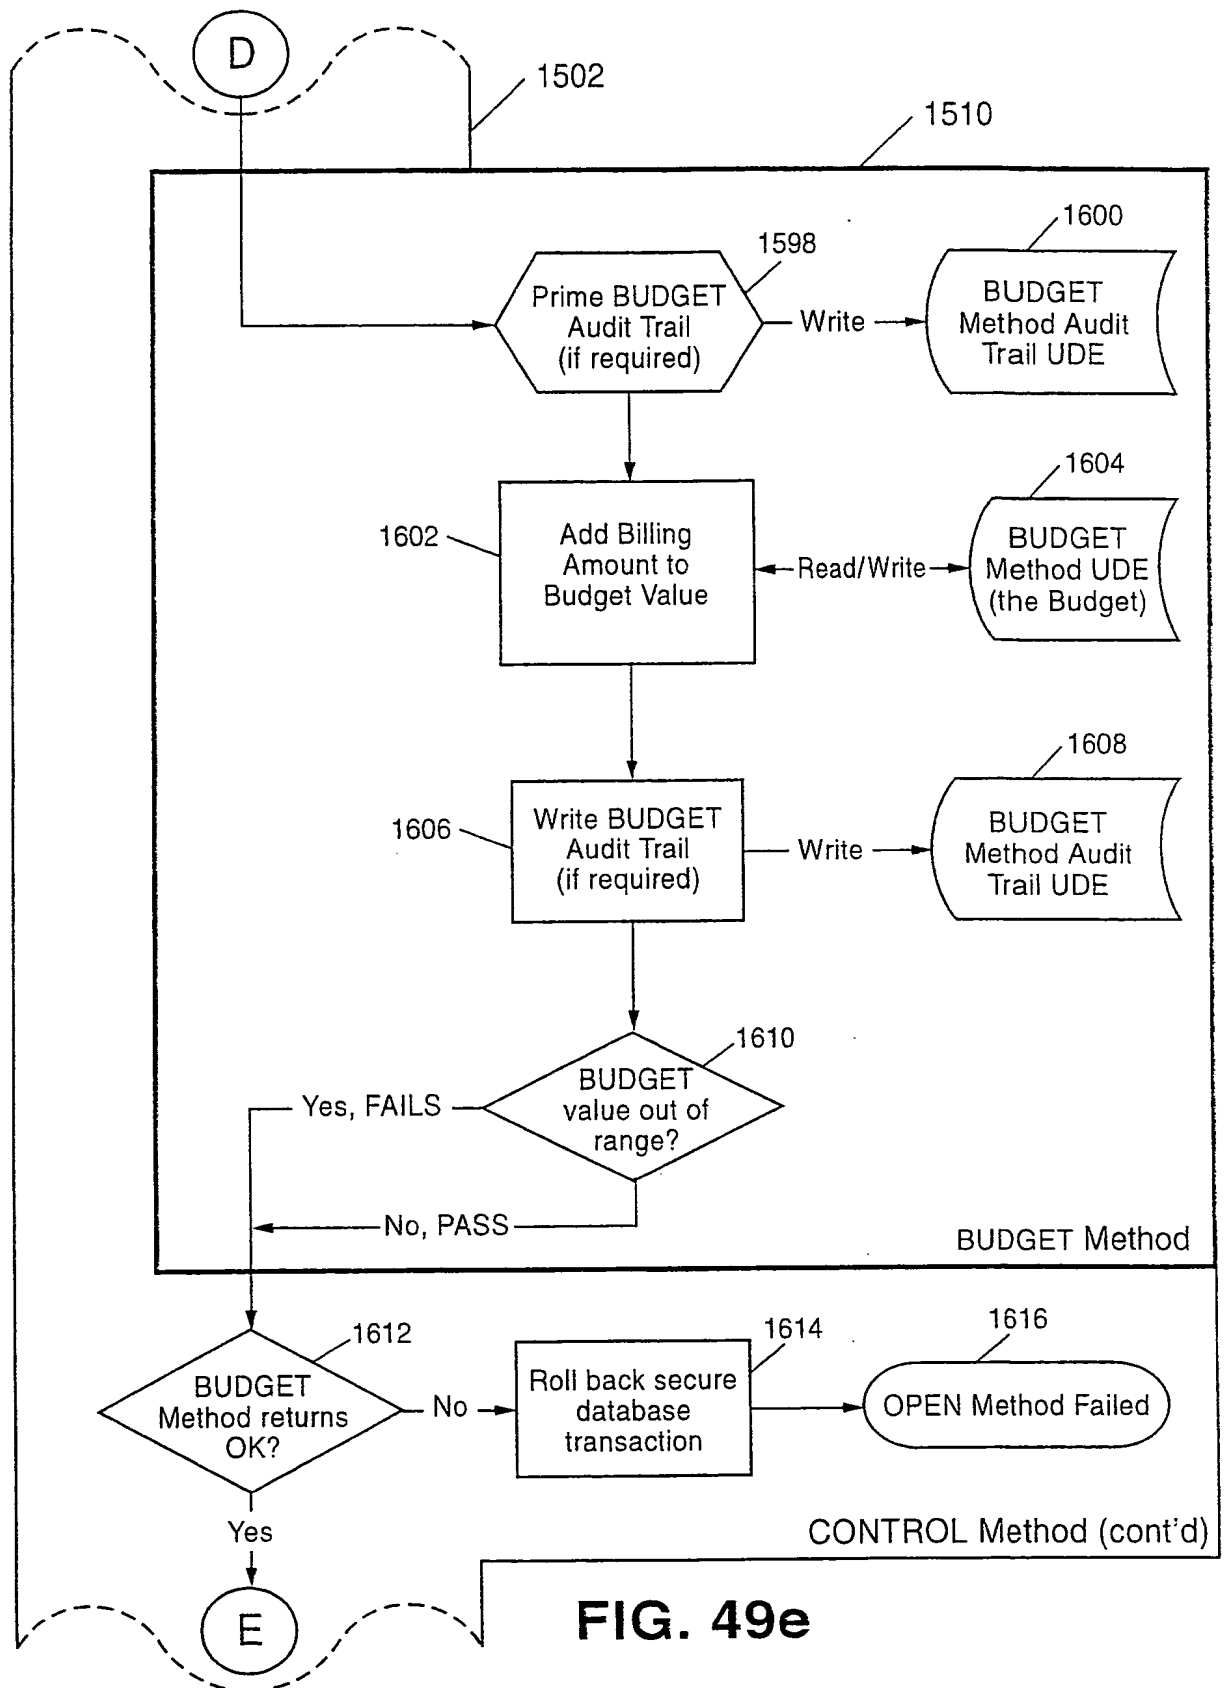 D
1502
1510
1598
1600
Prime BUDGET
Audit Trail
(if required)
Write
BUDGET
Method Audit
Trail UDE
1602
1604
Add Billing
Amount to
Budget Value
Read/Write
BUDGET
Method UDE
(the Budget)
1606
1608
Write BUDGET
Audit Trail
(if required)
Write
BUDGET
Method Audit
Trail UDE
1610
BUDGET
value out of
range?
Yes, FAILS
No, PASS
BUDGET Method
1612
1614
1616
BUDGET
Method returns
OK?
No
Roll back secure
database
transaction
OPEN Method Failed
Yes
CONTROL Method (cont'd)
E
FIG. 49e